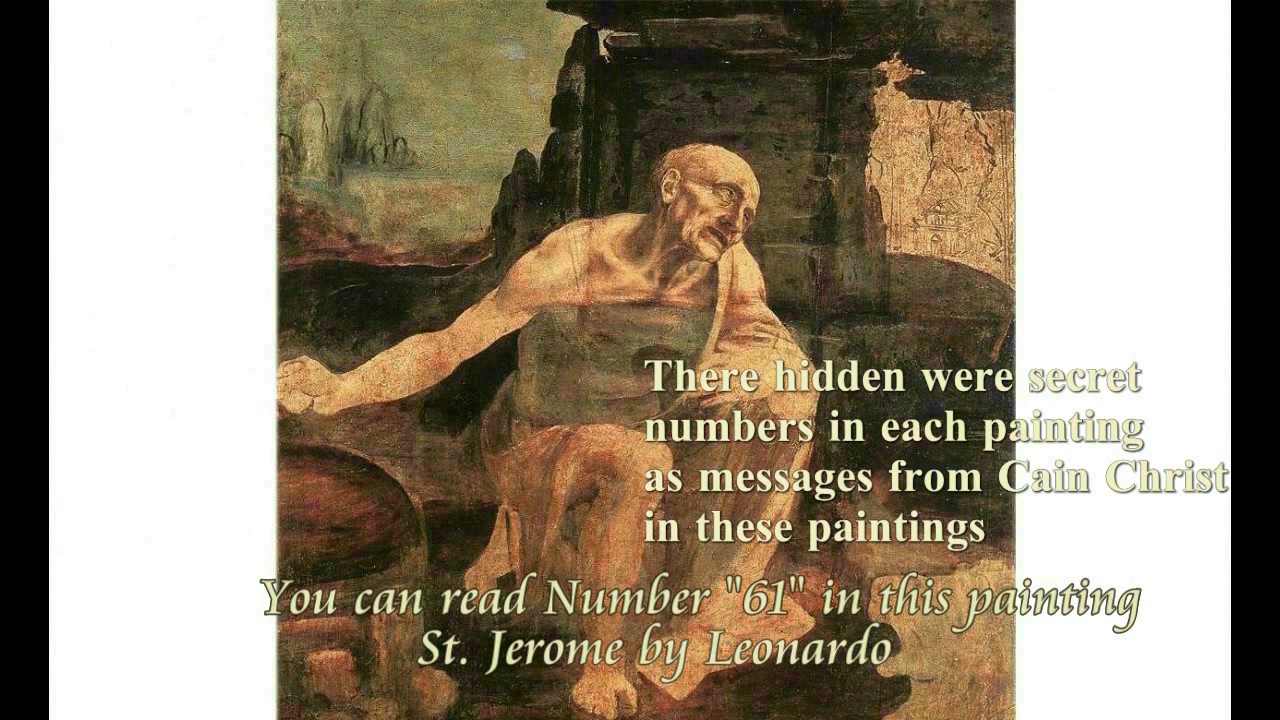 There hidden were secret
numbers in each painting
as messages from Cain Christ
in these paintings
You can read Number "61" in this painting
St. Jerome by Leonardo